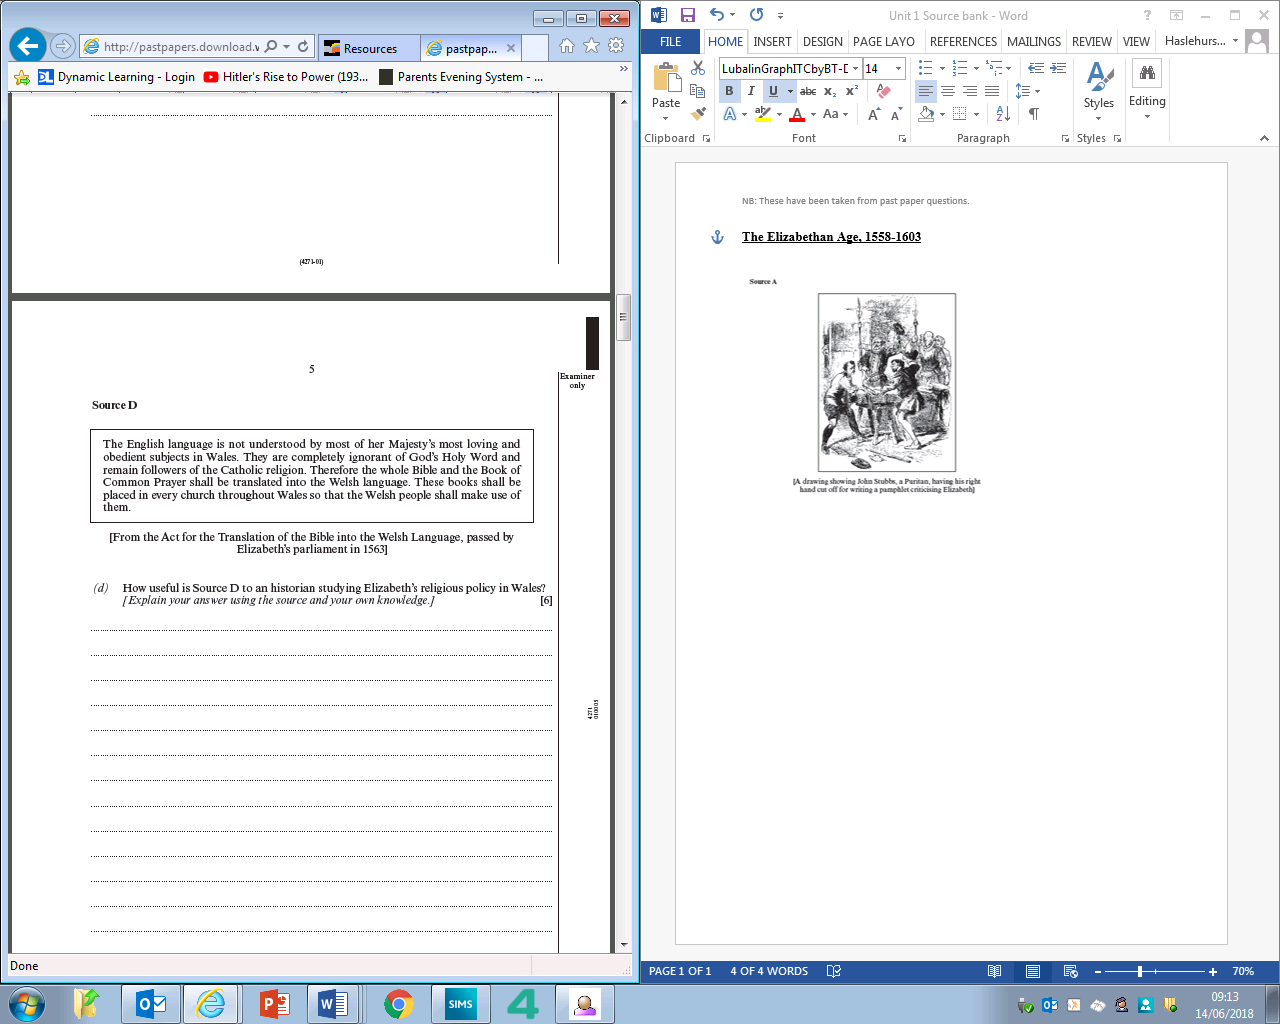 http://pastpapers.download.v
Resources
pastpap...
Dynamic Learning - Login
Hitler's Rise to Power (193...
Parents Evening System - ...
(4271-01)
5
Examiner
only
Source D
The English language is not understood by most of her Majesty's most loving and
obedient subjects in Wales. They are completely ignorant of God's Holy Word and
remain followers of the Catholic religion. Therefore the whole Bible and the Book of
Common Prayer shall be translated into the Welsh language. These books shall be
placed in every church throughout Wales so that the Welsh people shall make use of
them.
[From the Act for the Translation of the Bible into the Welsh Language, passed by
Elizabeth's parliament in 1563]
(d) How useful is Source D to an historian studying Elizabeth's religious policy in Wales?
[Explain your answer using the source and your own knowledge.] [6]
4271
010005
Done
Unit 1 Source bank - Word
FILE HOME INSERT DESIGN PAGE LAYO REFERENCES MAILINGS REVIEW VIEW Haslehurs...
LubalinGraphITCbyBT-D 14
Paste
Styles
Editing
Clipboard Font Paragraph Styles
NB: These have been taken from past paper questions.
The Elizabethan Age, 1558-1603
Source A
[A drawing showing John Stubbs, a Puritan, having his right
hand cut off for writing a pamphlet criticising Elizabeth]
PAGE 1 OF 1 4 OF 4 WORDS 70%
SIMS
09:13
14/06/2018